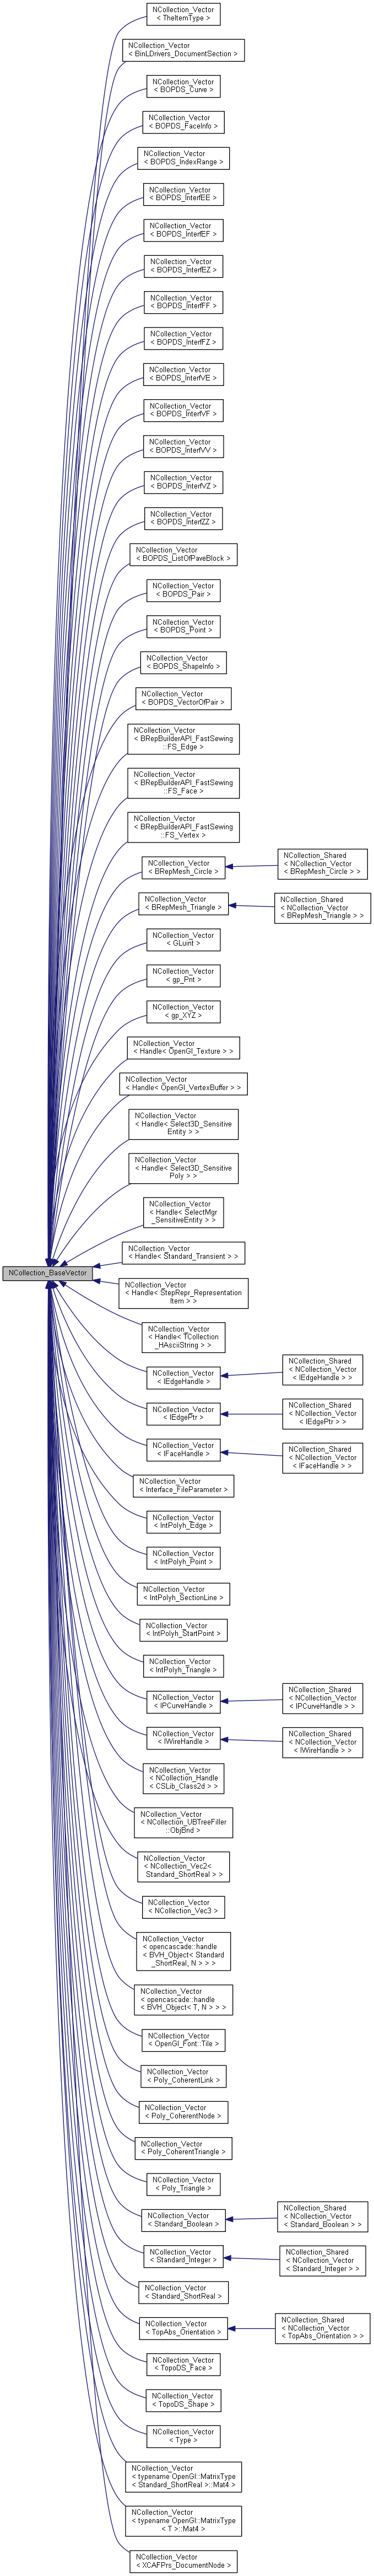 NCollection_Vector
< TheItemType >
NCollection_Vector
< BinLDrivers_DocumentSection >
NCollection_Vector
< BOPDS_Curve >
NCollection_Vector
< BOPDS_FaceInfo >
NCollection_Vector
< BOPDS_IndexRange >
NCollection_Vector
< BOPDS_InterfEE >
NCollection_Vector
< BOPDS_InterfEF >
NCollection_Vector
< BOPDS_InterfEZ >
NCollection_Vector
< BOPDS_InterfFF >
NCollection_Vector
< BOPDS_InterfFZ >
NCollection_Vector
< BOPDS_InterfVE >
NCollection_Vector
< BOPDS_InterfVF >
NCollection_Vector
< BOPDS_InterfVV >
NCollection_Vector
< BOPDS_InterfVZ >
NCollection_Vector
< BOPDS_InterfZZ >
NCollection_Vector
< BOPDS_ListOfPaveBlock >
NCollection_Vector
< BOPDS_Pair >
NCollection_Vector
< BOPDS_Point >
NCollection_Vector
< BOPDS_ShapeInfo >
NCollection_Vector
< BOPDS_VectorOfPair >
NCollection_Vector
< BRepBuilderAPI_FastSewing
::FS_Edge >
NCollection_Vector
< BRepBuilderAPI_FastSewing
::FS_Face >
NCollection_Vector
< BRepBuilderAPI_FastSewing
::FS_Vertex >
NCollection_Vector
< BRepMesh_Circle >
NCollection_Shared
< NCollection_Vector
< BRepMesh_Circle > >
NCollection_Vector
< BRepMesh_Triangle >
NCollection_Shared
< NCollection_Vector
< BRepMesh_Triangle > >
NCollection_Vector
< GLuint >
NCollection_Vector
< gp_Pnt >
NCollection_Vector
< gp_XYZ >
NCollection_Vector
< Handle< OpenGl_Texture > >
NCollection_Vector
< Handle< OpenGl_VertexBuffer > >
NCollection_Vector
< Handle< Select3D_Sensitive
Entity > >
NCollection_Vector
< Handle< Select3D_Sensitive
Poly > >
NCollection_Vector
< Handle< SelectMgr
_SensitiveEntity > >
NCollection_Vector
< Handle< Standard_Transient > >
NCollection_BaseVector
NCollection_Vector
< Handle< StepRepr_Representation
Item > >
NCollection_Vector
< Handle< TCollection
_HAsciiString > >
NCollection_Vector
< IEdgeHandle >
NCollection_Shared
< NCollection_Vector
< IEdgeHandle > >
NCollection_Vector
< IEdgePtr >
NCollection_Shared
< NCollection_Vector
< IEdgePtr > >
NCollection_Vector
< IFaceHandle >
NCollection_Shared
< NCollection_Vector
< IFaceHandle > >
NCollection_Vector
< Interface_FileParameter >
NCollection_Vector
< IntPolyh_Edge >
NCollection_Vector
< IntPolyh_Point >
NCollection_Vector
< IntPolyh_SectionLine >
NCollection_Vector
< IntPolyh_StartPoint >
NCollection_Vector
< IntPolyh_Triangle >
NCollection_Vector
< IPCurveHandle >
NCollection_Shared
< NCollection_Vector
< IPCurveHandle > >
NCollection_Vector
< IWireHandle >
NCollection_Shared
< NCollection_Vector
< IWireHandle > >
NCollection_Vector
< NCollection_Handle
< CSLib_Class2d > >
NCollection_Vector
< NCollection_UBTreeFiller
::ObjBnd >
NCollection_Vector
< NCollection_Vec2<
Standard_ShortReal > >
NCollection_Vector
< NCollection_Vec3 >
NCollection_Vector
< opencascade::handle
< BVH_Object< Standard
_ShortReal, N > > >
NCollection_Vector
< opencascade::handle
< BVH_Object< T, N > > >
NCollection_Vector
< OpenGl_Font::Tile >
NCollection_Vector
< Poly_CoherentLink >
NCollection_Vector
< Poly_CoherentNode >
NCollection_Vector
< Poly_CoherentTriangle >
NCollection_Vector
< Poly_Triangle >
NCollection_Vector
< Standard_Boolean >
NCollection_Shared
< NCollection_Vector
< Standard_Boolean > >
NCollection_Vector
< Standard_Integer >
NCollection_Shared
< NCollection_Vector
< Standard_Integer > >
NCollection_Vector
< Standard_ShortReal >
NCollection_Vector
< TopAbs_Orientation >
NCollection_Shared
< NCollection_Vector
< TopAbs_Orientation > >
NCollection_Vector
< TopoDS_Face >
NCollection_Vector
< TopoDS_Shape >
NCollection_Vector
< Type >
NCollection_Vector
< typename OpenGl::MatrixType
< Standard_ShortReal >::Mat4 >
NCollection_Vector
< typename OpenGl::MatrixType
< T >::Mat4 >
NCollection_Vector
< XCAFPrs_DocumentNode >